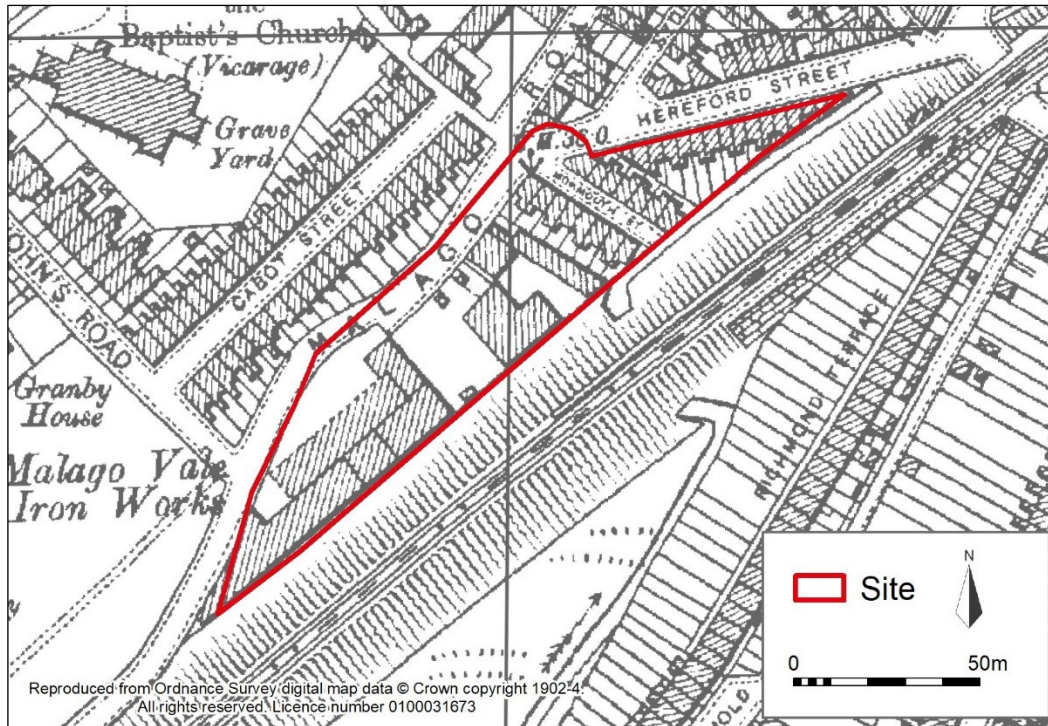 Baptist's Church
(Vicarage)
Grave
Yard
HEREFORD STREET
CABOT STREET
MALAGO
ROAD
Granby
House
Malago Vale
Iron Works
RICHMOND TERRACE
N
Site
0 50m
Reproduced from Ordnance Survey digital map data © Crown copyright 1902-4.
All rights reserved. Licence number 0100031673